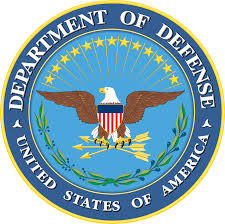 DEPARTMENT OF DEFENSE
UNITED STATES OF AMERICA